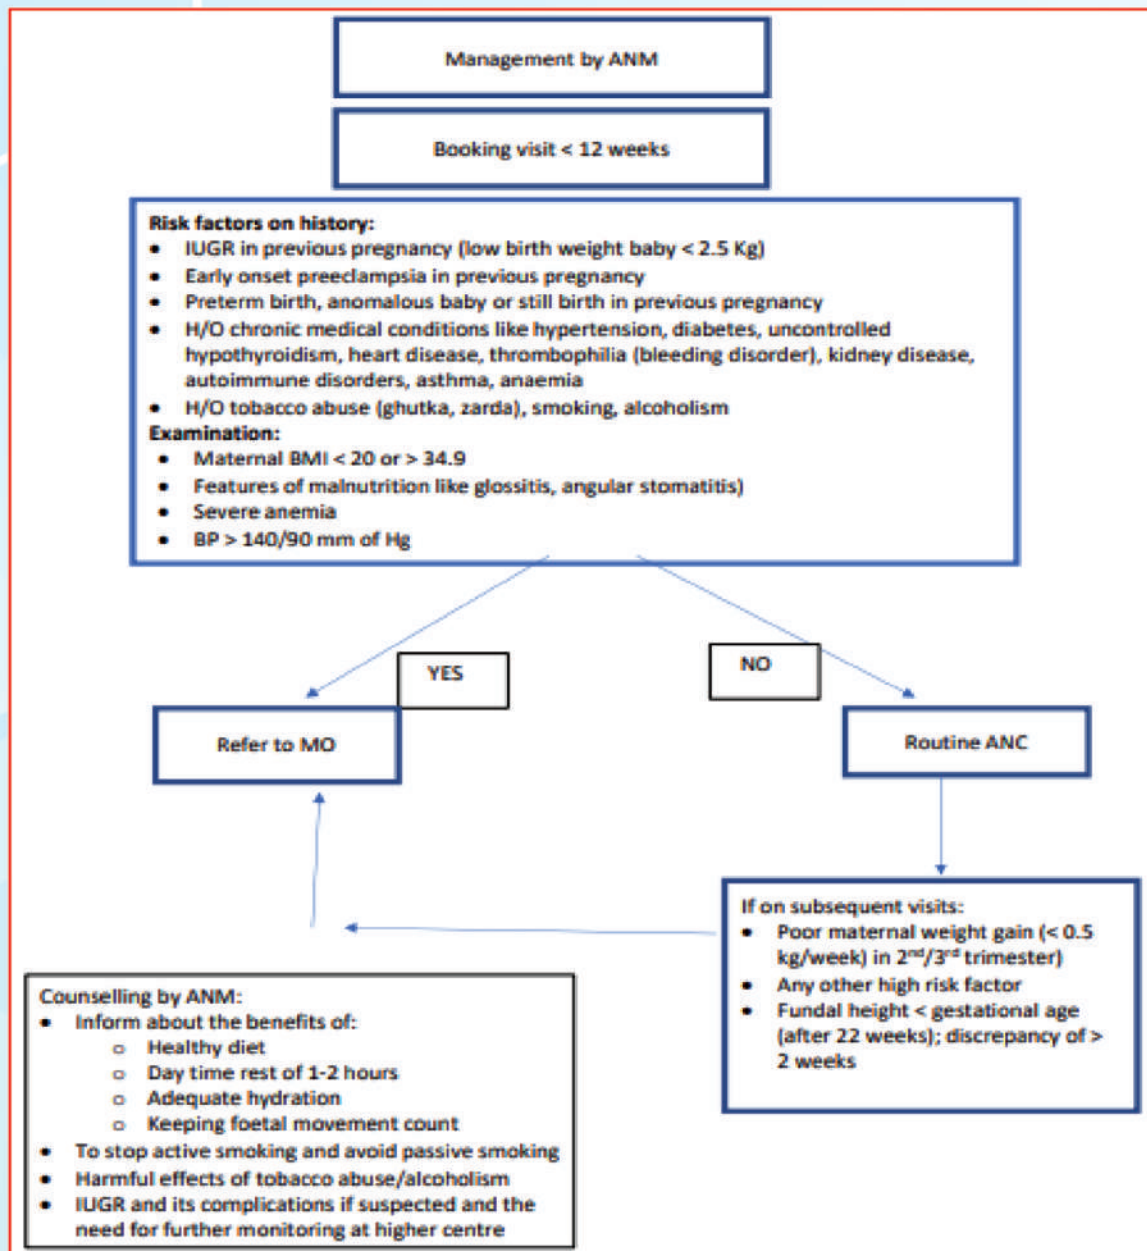 Management by ANM
Booking visit < 12 weeks
Risk factors on history:
• IUGR in previous pregnancy (low birth weight baby < 2.5 Kg)
• Early onset preeclampsia in previous pregnancy
• Preterm birth, anomalous baby or still birth in previous pregnancy
• H/O chronic medical conditions like hypertension, diabetes, uncontrolled
hypothyroidism, heart disease, thrombophilia (bleeding disorder), kidney disease,
autoimmune disorders, asthma, anaemia
• H/O tobacco abuse (ghutka, zarda), smoking, alcoholism
Examination:
• Maternal BMI < 20 or > 34.9
• Features of malnutrition like glossitis, angular stomatitis)
• Severe anemia
• BP > 140/90 mm of Hg
YES
NO
Refer to MO
Routine ANC
If on subsequent visits:
• Poor maternal weight gain (< 0.5
kg/week) in 2nd/3rd trimester)
• Any other high risk factor
• Fundal height < gestational age
(after 22 weeks); discrepancy of >
2 weeks
Counselling by ANM:
• Inform about the benefits of:
o Healthy diet
o Day time rest of 1-2 hours
o Adequate hydration
o Keeping foetal movement count
• To stop active smoking and avoid passive smoking
• Harmful effects of tobacco abuse/alcoholism
• IUGR and its complications if suspected and the
need for further monitoring at higher centre